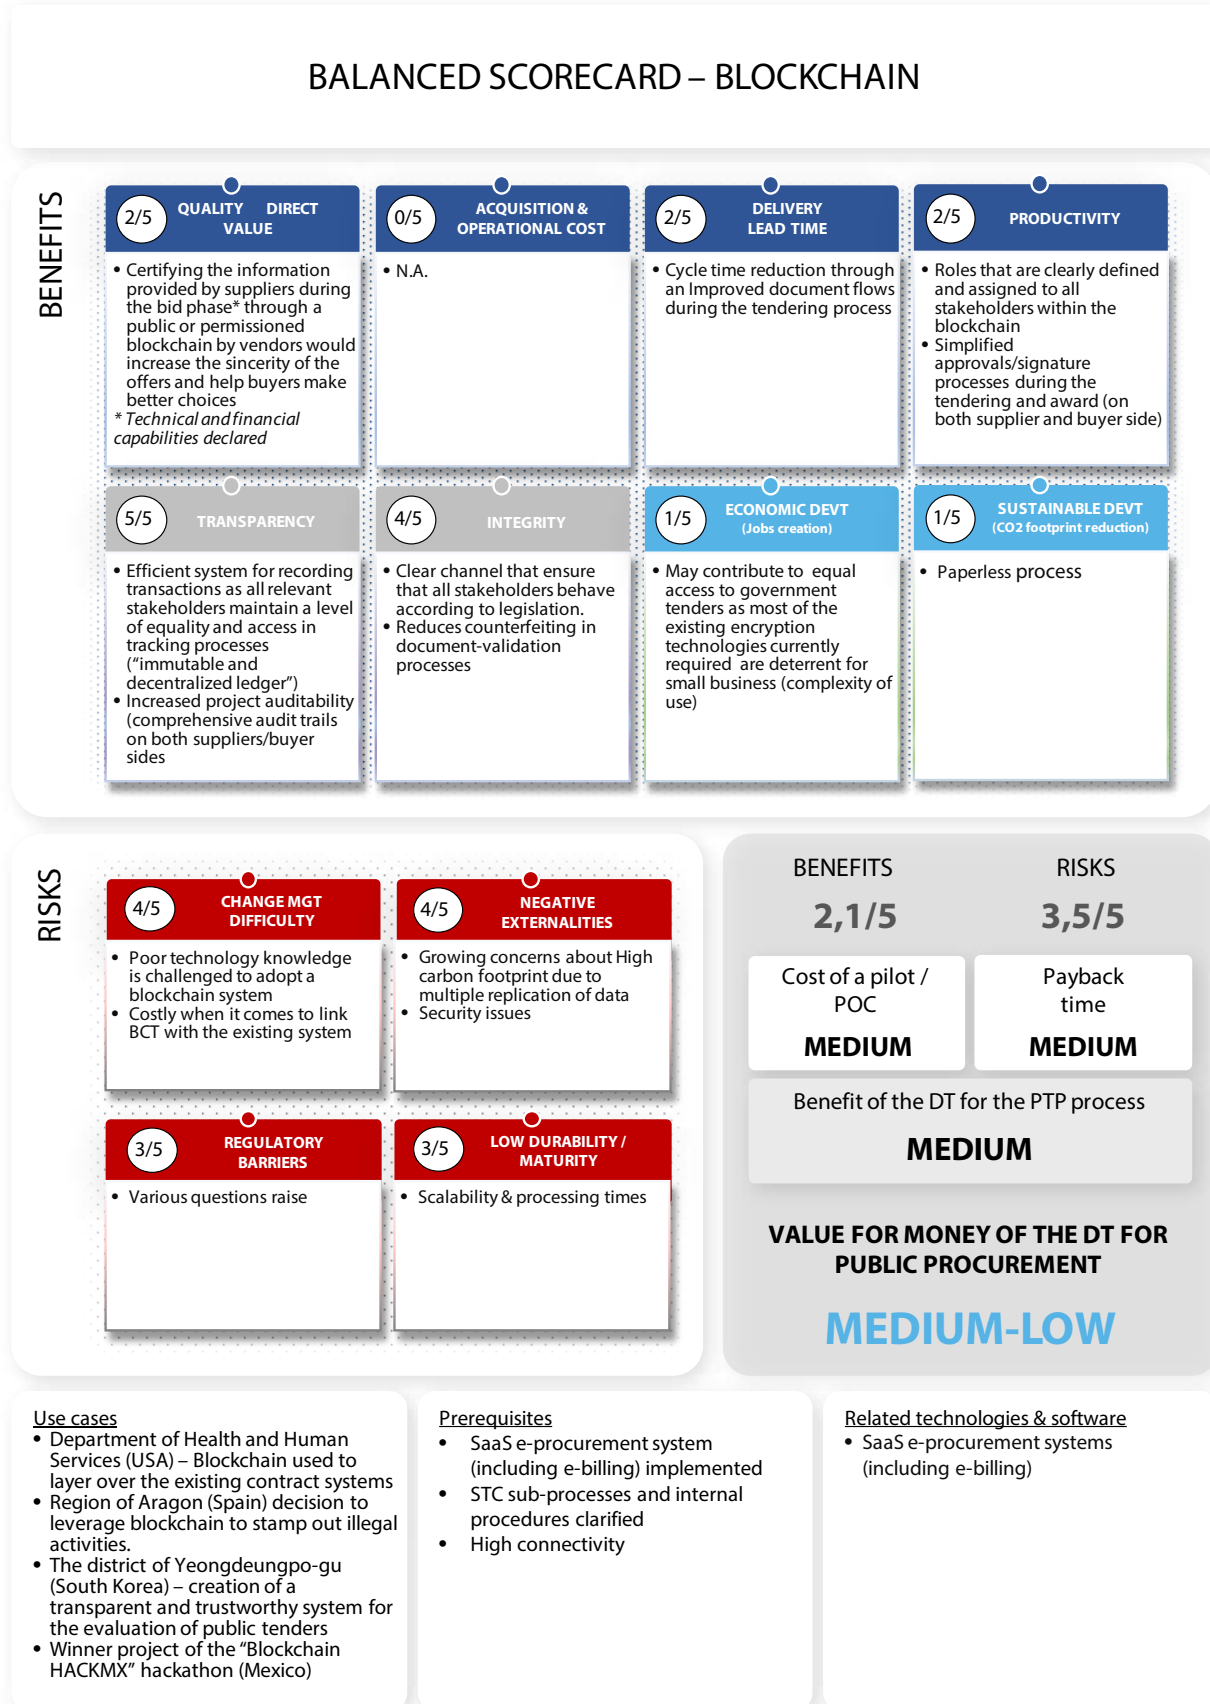 BALANCED SCORECARD – BLOCKCHAIN
BENEFITS
2/5
QUALITY DIRECT
VALUE
• Certifying the information
provided by suppliers during
the bid phase* through a
public or permissioned
blockchain by vendors would
increase the sincerity of the
offers and help buyers make
better choices
* Technical and financial
capabilities declared
0/5
ACQUISITION &
OPERATIONAL COST
• N.A.
2/5
DELIVERY
LEAD TIME
• Cycle time reduction through
an Improved document flows
during the tendering process
2/5
PRODUCTIVITY
• Roles that are clearly defined
and assigned to all
stakeholders within the
blockchain
• Simplified
approvals/signature
processes during the
tendering and award (on
both supplier and buyer side)
5/5
TRANSPARENCY
• Efficient system for recording
transactions as all relevant
stakeholders maintain a level
of equality and access in
tracking processes
(“immutable and
decentralized ledger”)
• Increased project auditability
(comprehensive audit trails
on both suppliers/buyer
sides
4/5
INTEGRITY
• Clear channel that ensure
that all stakeholders behave
according to legislation.
• Reduces counterfeiting in
document-validation
processes
1/5
ECONOMIC DEVT
(Jobs creation)
• May contribute to equal
access to government
tenders as most of the
existing encryption
technologies currently
required are deterrent for
small business (complexity of
use)
1/5
SUSTAINABLE DEVT
(CO2 footprint reduction)
• Paperless process
RISKS
4/5
CHANGE MGT
DIFFICULTY
• Poor technology knowledge
is challenged to adopt a
blockchain system
• Costly when it comes to link
BCT with the existing system
4/5
NEGATIVE
EXTERNALITIES
• Growing concerns about High
carbon footprint due to
multiple replication of data
• Security issues
3/5
REGULATORY
BARRIERS
• Various questions raise
3/5
LOW DURABILITY /
MATURITY
• Scalability & processing times
BENEFITS
2,1/5
RISKS
3,5/5
Cost of a pilot /
POC
MEDIUM
Payback
time
MEDIUM
Benefit of the DT for the PTP process
MEDIUM
VALUE FOR MONEY OF THE DT FOR
PUBLIC PROCUREMENT
MEDIUM-LOW
Use cases
• Department of Health and Human
Services (USA) – Blockchain used to
layer over the existing contract systems
• Region of Aragon (Spain) decision to
leverage blockchain to stamp out illegal
activities.
• The district of Yeongdeungpo-gu
(South Korea) – creation of a
transparent and trustworthy system for
the evaluation of public tenders
• Winner project of the “Blockchain
HACKMX” hackathon (Mexico)
Prerequisites
• SaaS e-procurement system
(including e-billing) implemented
• STC sub-processes and internal
procedures clarified
• High connectivity
Related technologies & software
• SaaS e-procurement systems
(including e-billing)